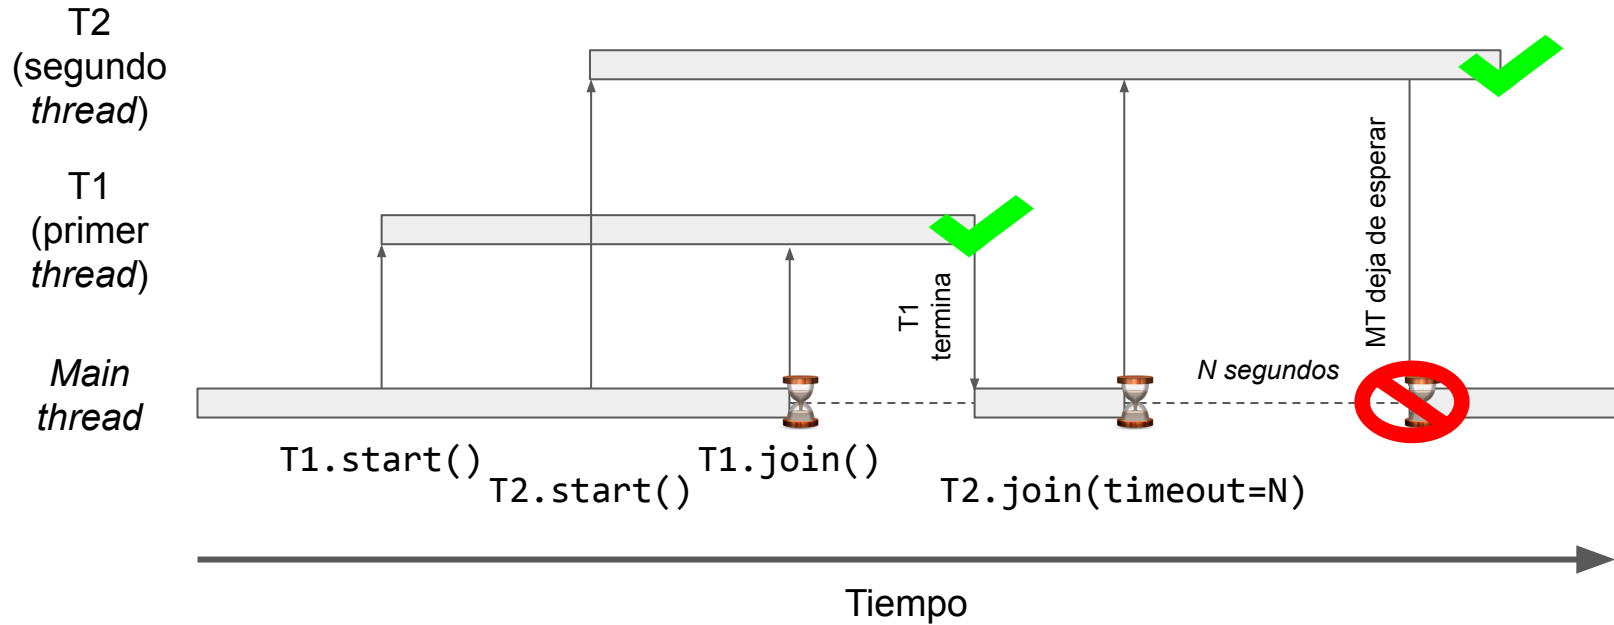 T2
(segundo
thread)
T1
(primer
thread)
Main
thread
T1
termina
MT deja de esperar
N segundos
T1.start()
T2.start()
T1.join()
T2.join(timeout=N)
Tiempo